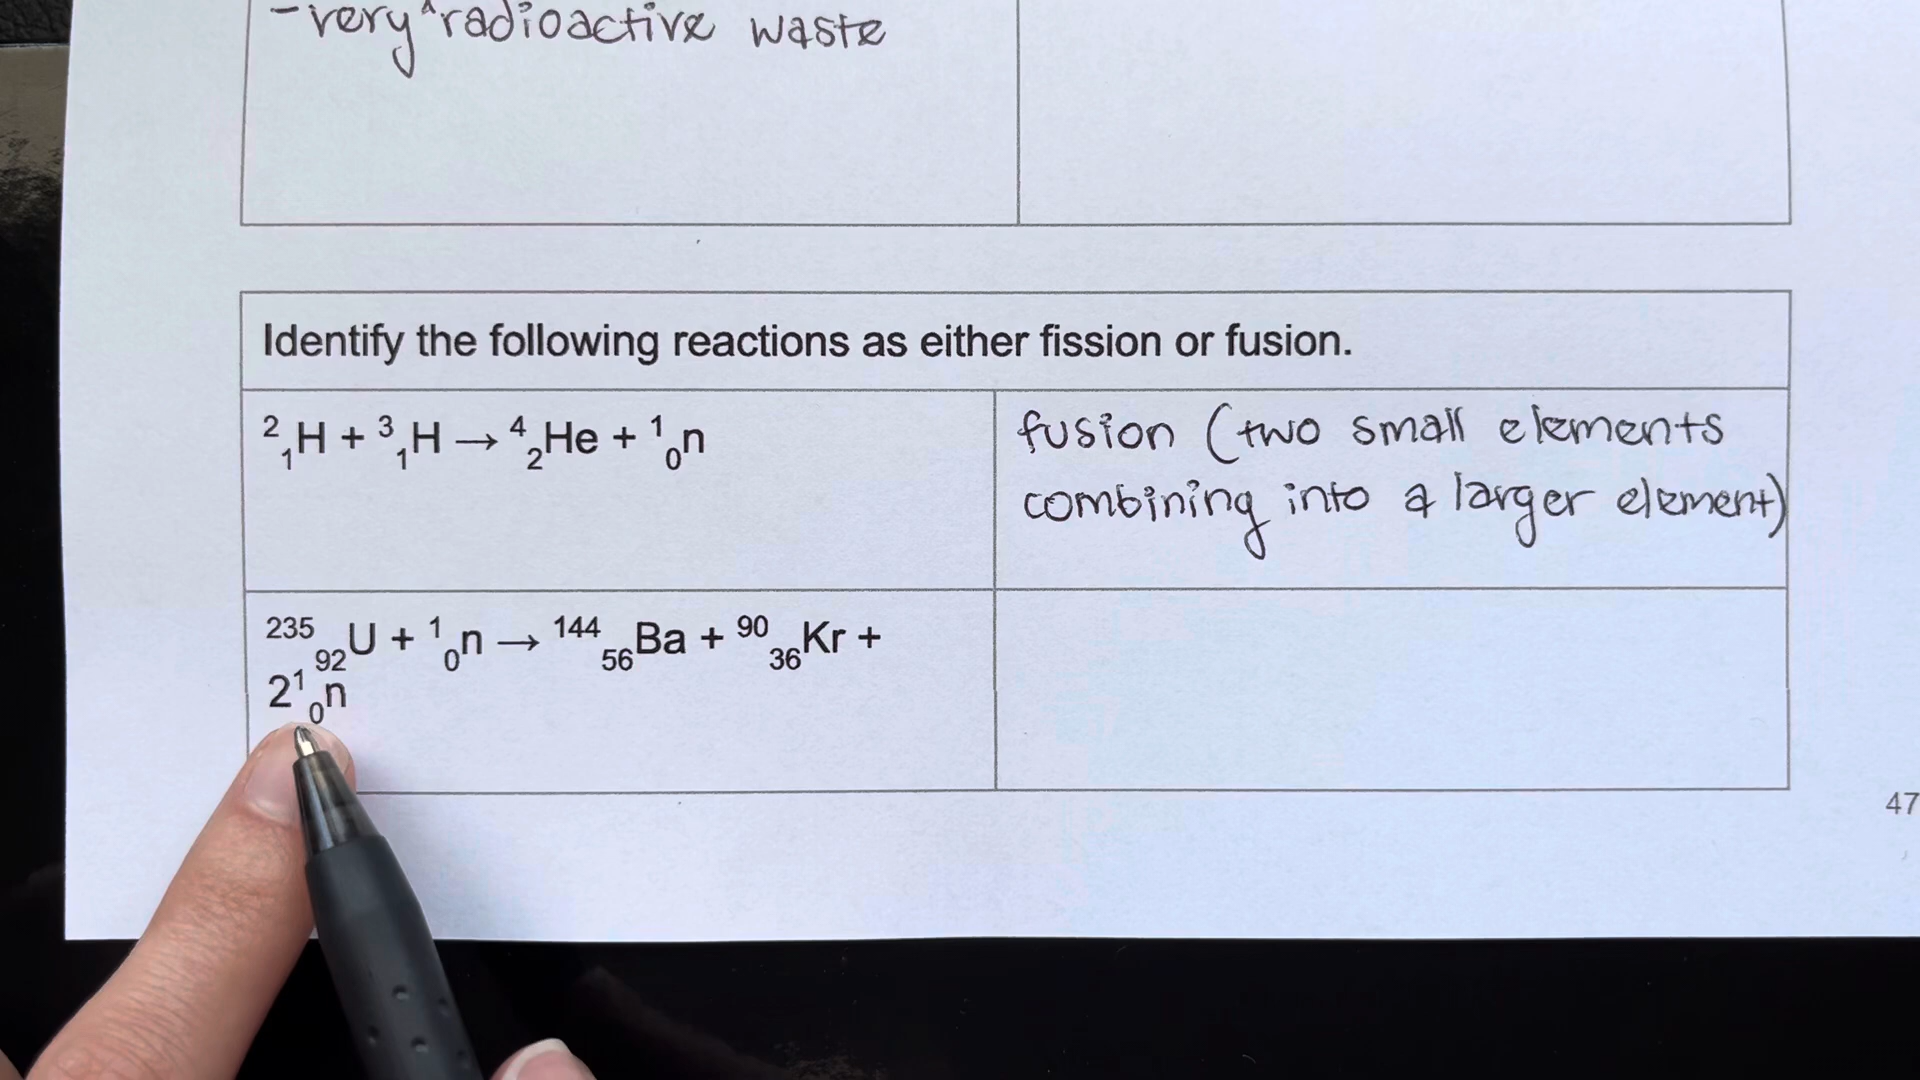 -very^radioactive waste
Identify the following reactions as either fission or fusion.
²₁H + ³₁H → ⁴₂He + ¹₀n
fusion (two small elements
combining into a larger element)
²³⁵₉₂U + ¹₀n → ¹⁴⁴₅₆Ba + ⁹⁰₃₆Kr +
2¹₀n
47